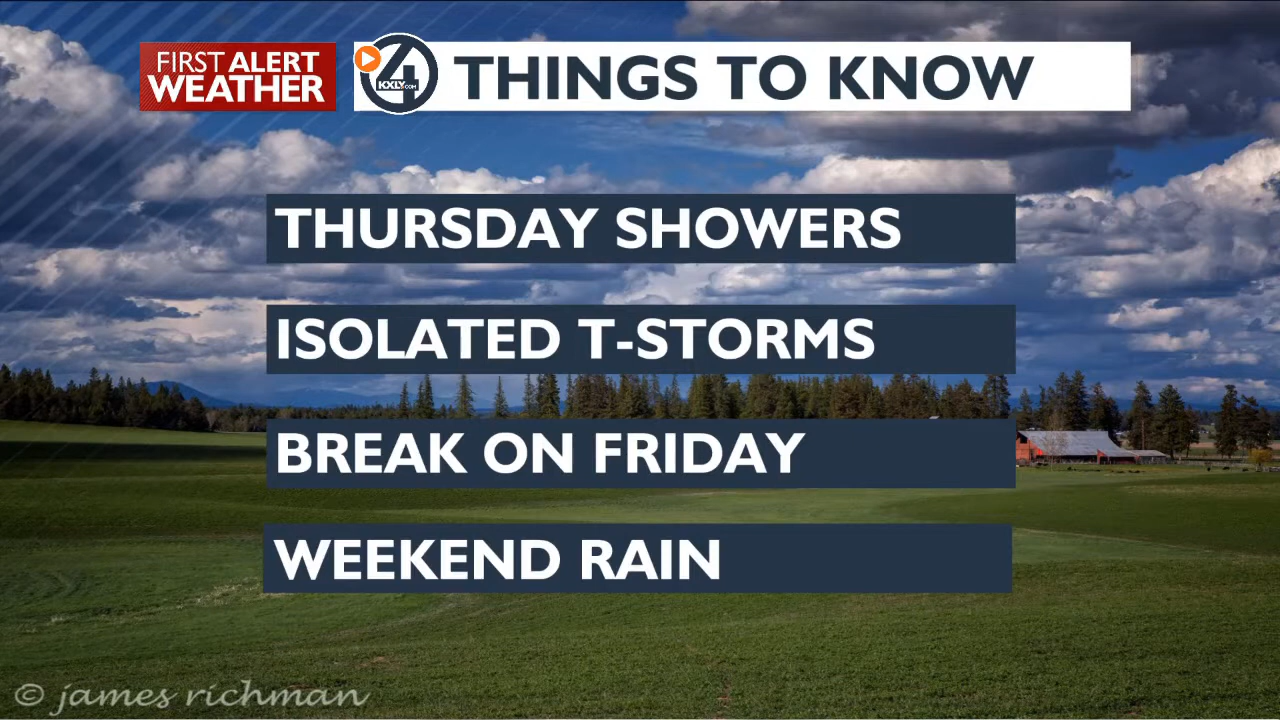 FIRST ALERT
WEATHER
4 THINGS TO KNOW
KXLY.COM
THURSDAY SHOWERS
ISOLATED T-STORMS
BREAK ON FRIDAY
WEEKEND RAIN
© james richman